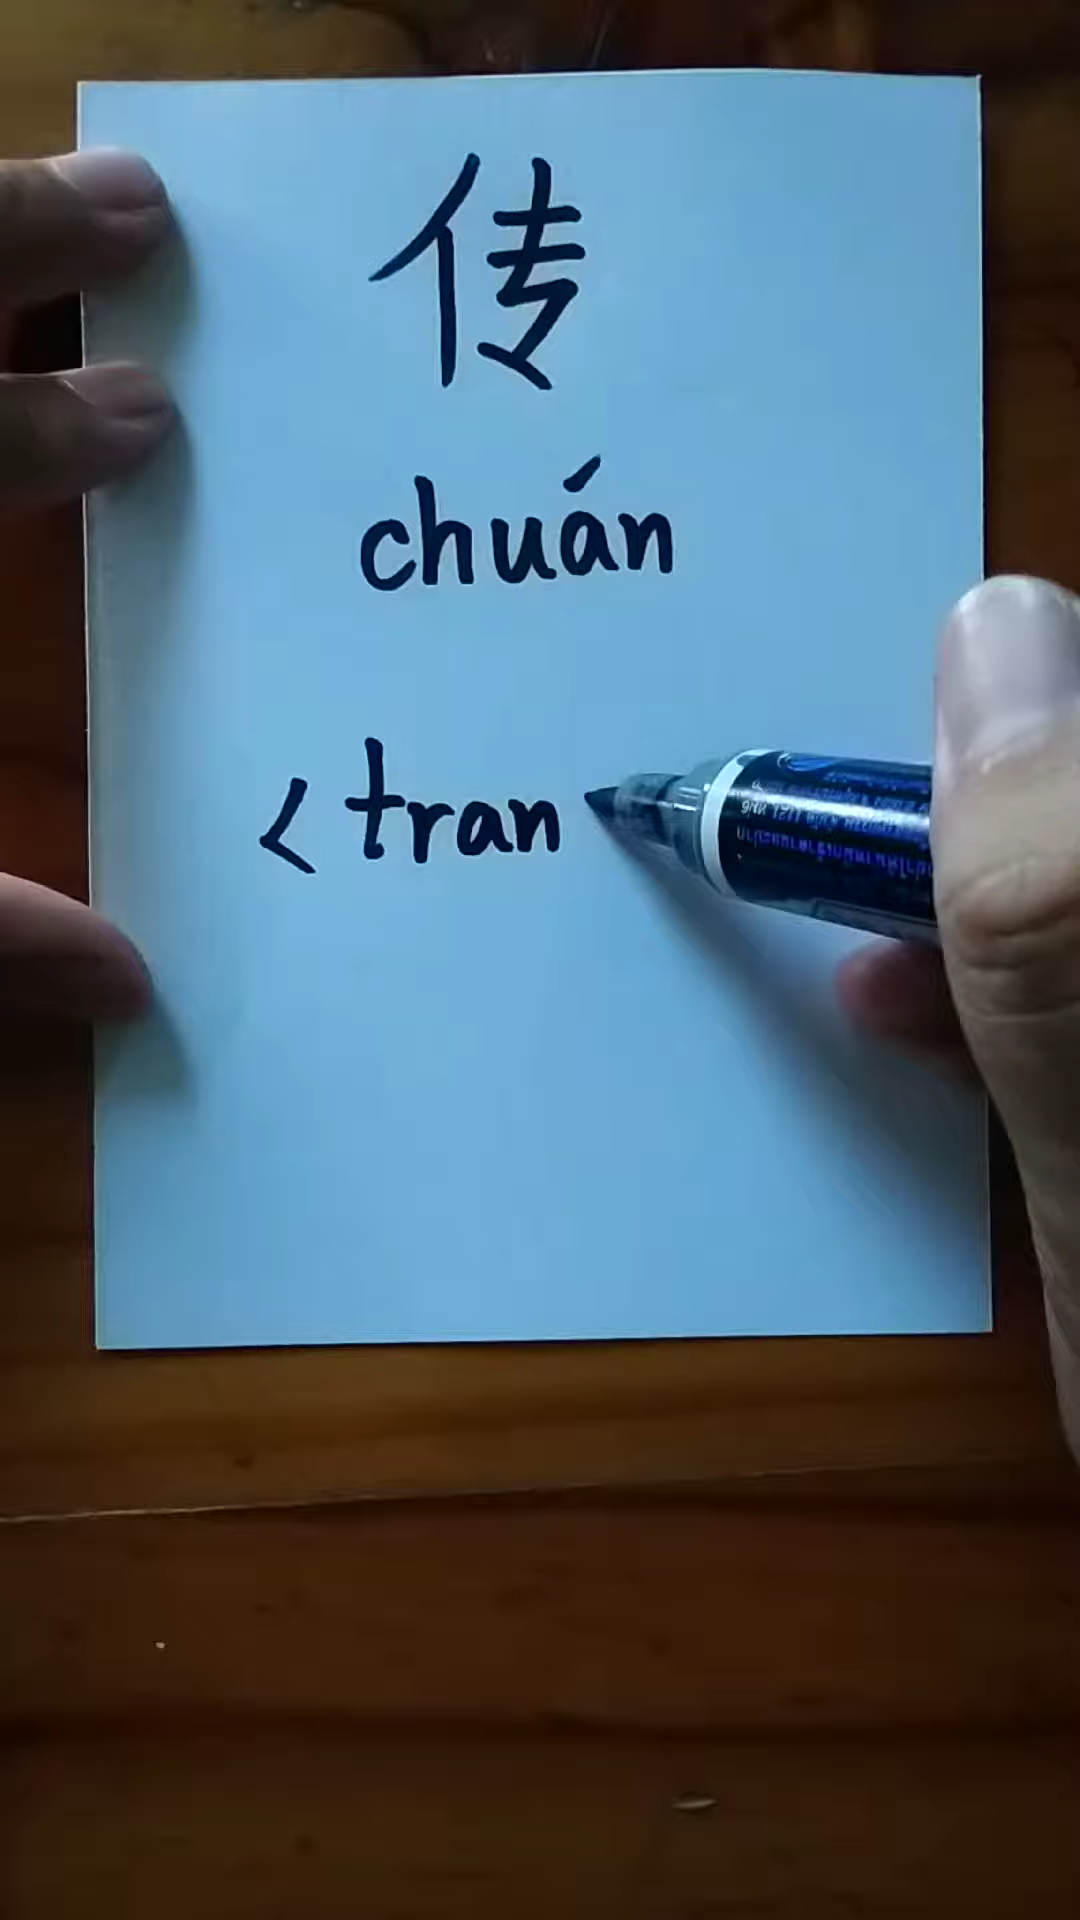 传
chuán
< tran